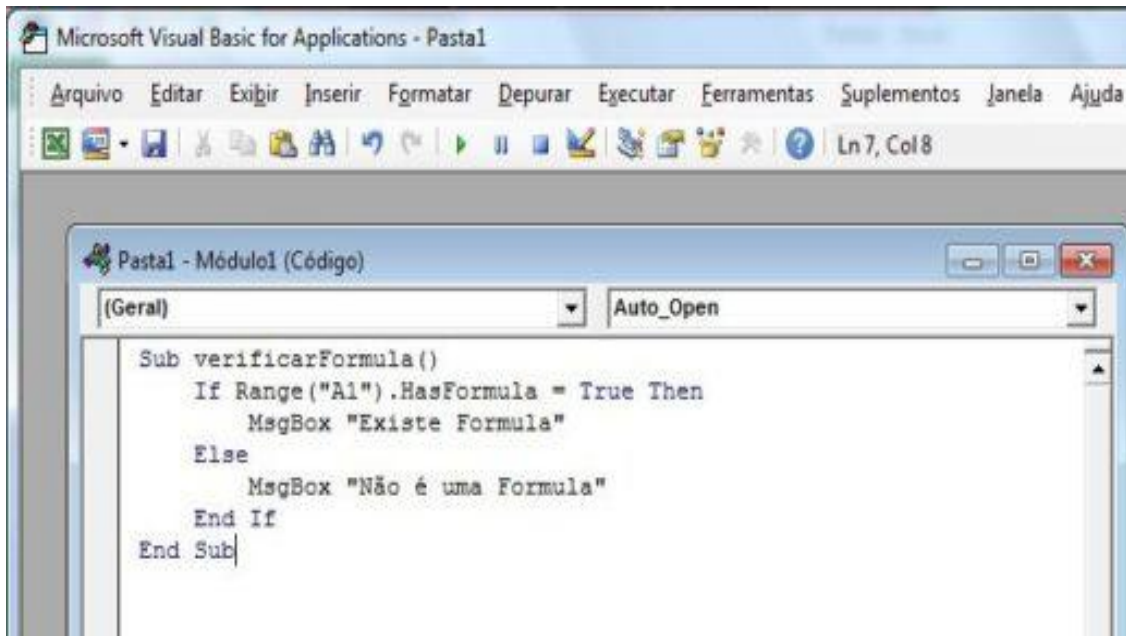 Microsoft Visual Basic for Applications - Pasta1
Arquivo Editar Exibir Inserir Formatar Depurar Executar Ferramentas Suplementos Janela Ajuda
Ln 7, Col 8
Pasta1 - Módulo1 (Código)
(Geral) Auto_Open
Sub verificarFormula()
If Range("A1").HasFormula = True Then
MsgBox "Existe Formula"
Else
MsgBox "Não é uma Formula"
End If
End Sub